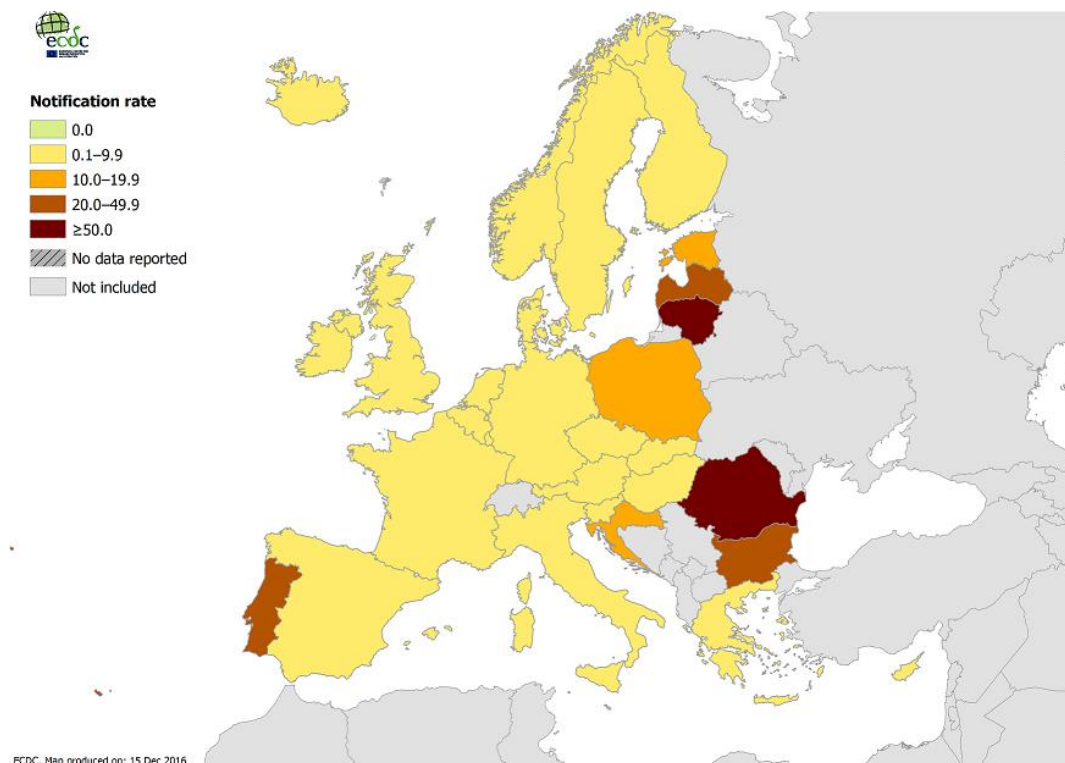 ecdc
Notification rate
0.0
0.1–9.9
10.0–19.9
20.0–49.9
≥50.0
No data reported
Not included
ECDC. Map produced on: 15 Dec 2016